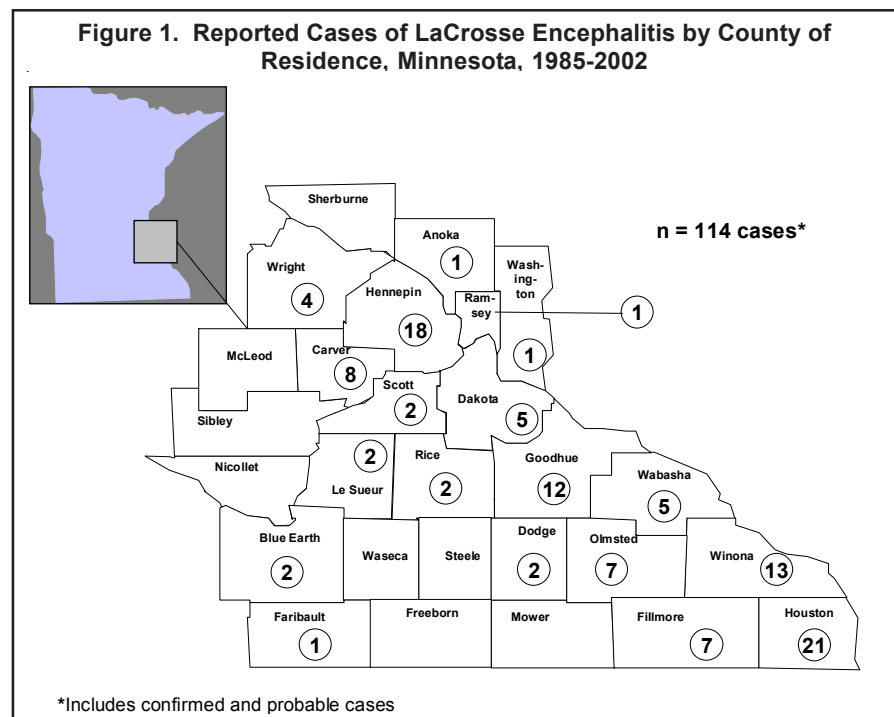 Figure 1. Reported Cases of LaCrosse Encephalitis by County of
Residence, Minnesota, 1985-2002
Sherburne
n = 114 cases*
Anoka
1
Wash-
ing-
ton
Wright
4
Hennepin
18
Ram-
sey
1
1
McLeod
Carver
8
Scott
2
Dakota
5
Sibley
Nicollet
2
Le Sueur
Rice
2
Goodhue
12
Wabasha
5
Blue Earth
2
Waseca
Steele
Dodge
2
Olmsted
7
Winona
13
Faribault
1
Freeborn
Mower
Fillmore
7
Houston
21
*Includes confirmed and probable cases